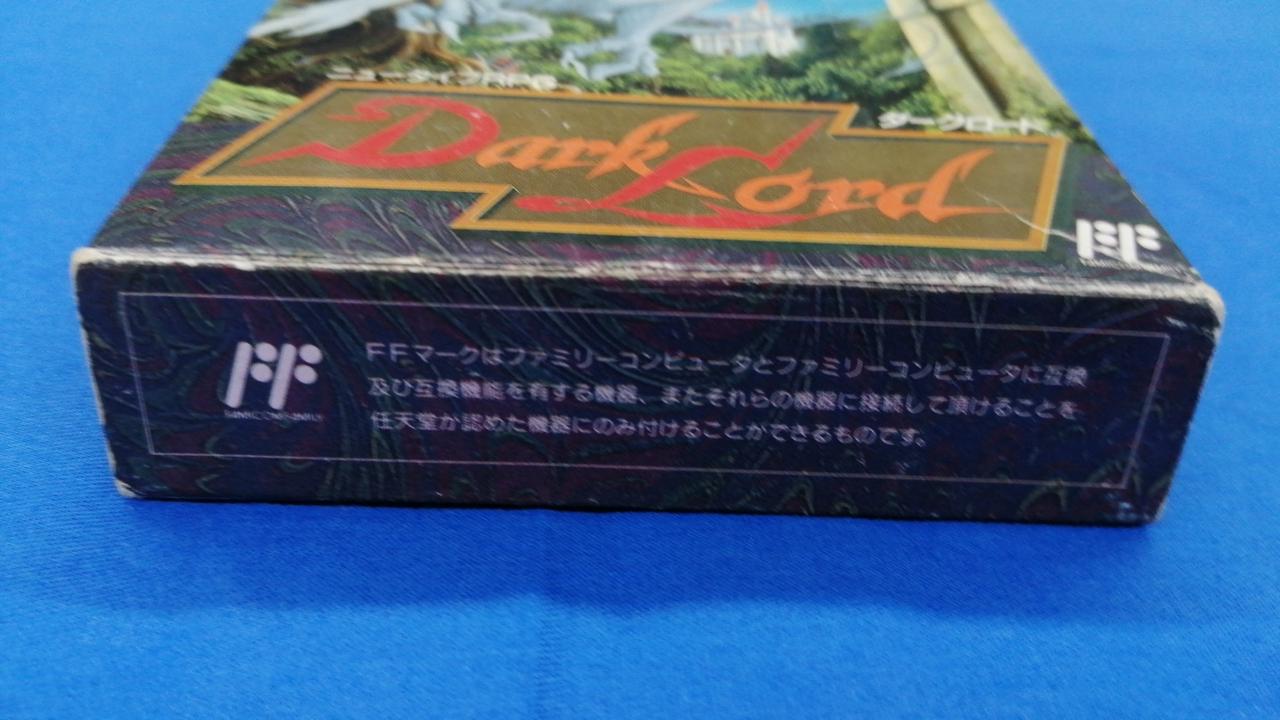 ニュータイプRPG
Dark Lord
ダークロード
FFマークはファミリーコンピュータとファミリーコンピュータに互換
及び互換機能を有する機器、またそれらの機器に接続して頂けることを
任天堂が認めた機器にのみ付けることができるものです。